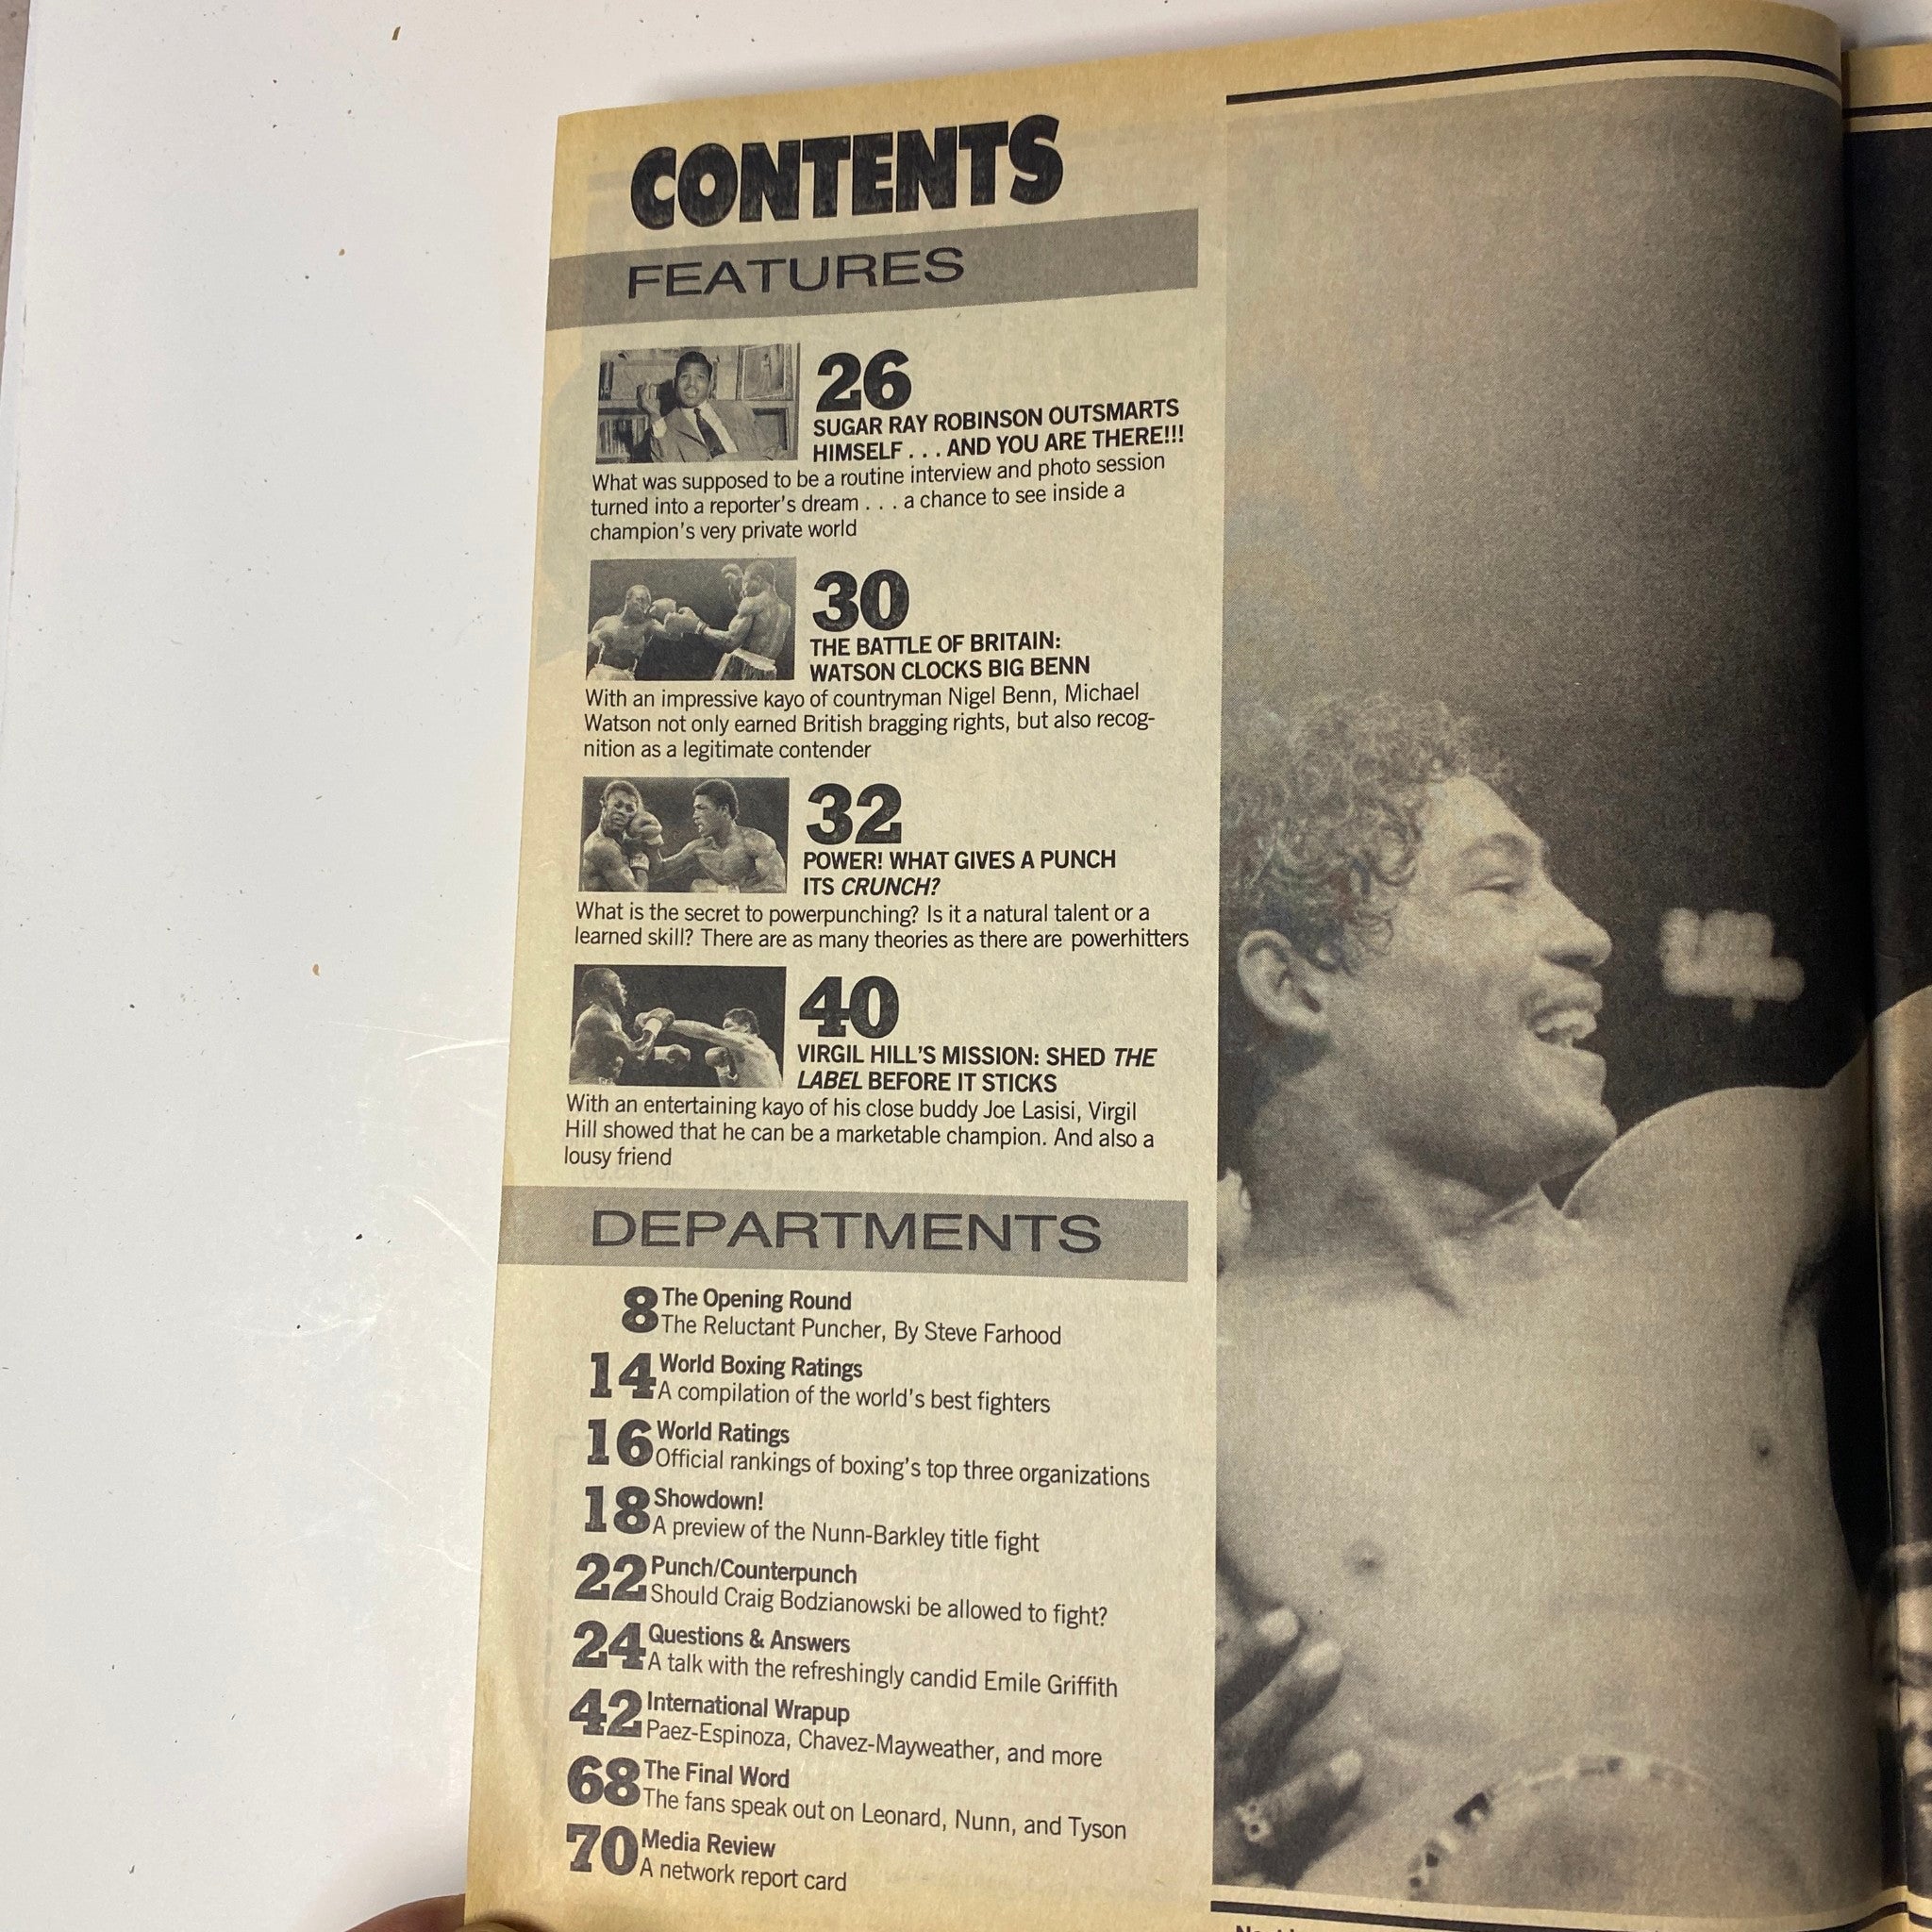 CONTENTS
FEATURES
26
SUGAR RAY ROBINSON OUTSMARTS
HIMSELF . . . AND YOU ARE THERE!!!
What was supposed to be a routine interview and photo session
turned into a reporter's dream . . . a chance to see inside a
champion's very private world
30
THE BATTLE OF BRITAIN:
WATSON CLOCKS BIG BENN
With an impressive kayo of countryman Nigel Benn, Michael
Watson not only earned British bragging rights, but also recog-
nition as a legitimate contender
32
POWER! WHAT GIVES A PUNCH
ITS CRUNCH?
What is the secret to powerpunching? Is it a natural talent or a
learned skill? There are as many theories as there are powerhitters
40
VIRGIL HILL'S MISSION: SHED THE
LABEL BEFORE IT STICKS
With an entertaining kayo of his close buddy Joe Lasisi, Virgil
Hill showed that he can be a marketable champion. And also a
lousy friend
DEPARTMENTS
8 The Opening Round
The Reluctant Puncher, By Steve Farhood
14 World Boxing Ratings
A compilation of the world's best fighters
16 World Ratings
Official rankings of boxing's top three organizations
18 Showdown!
A preview of the Nunn-Barkley title fight
22 Punch/Counterpunch
Should Craig Bodzianowski be allowed to fight?
24 Questions & Answers
A talk with the refreshingly candid Emile Griffith
42 International Wrapup
Paez-Espinoza, Chavez-Mayweather, and more
68 The Final Word
The fans speak out on Leonard, Nunn, and Tyson
70 Media Review
A network report card